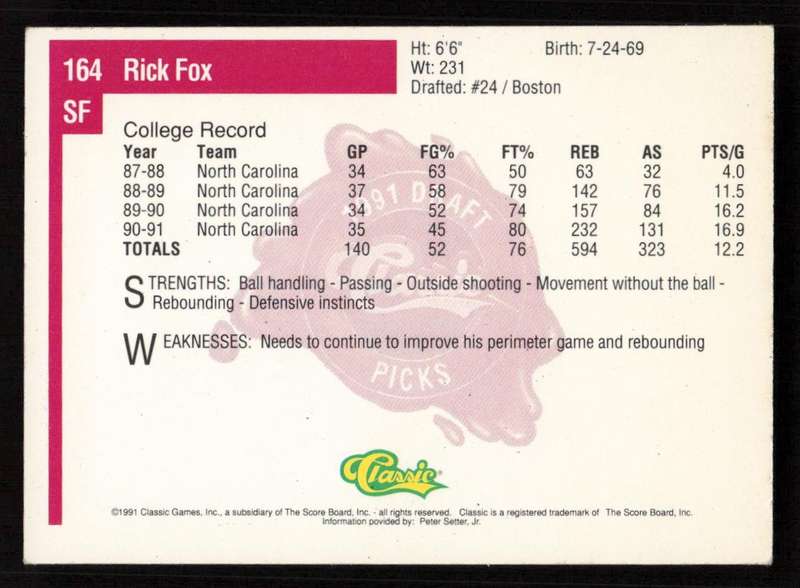 164 Rick Fox
SF
Ht: 6'6" Birth: 7-24-69
Wt: 231
Drafted: #24 / Boston
College Record
Year Team GP FG% FT% REB AS PTS/G
87-88 North Carolina 34 63 50 63 32 4.0
88-89 North Carolina 37 58 79 142 76 11.5
89-90 North Carolina 34 52 74 157 84 16.2
90-91 North Carolina 35 45 80 232 131 16.9
TOTALS 140 52 76 594 323 12.2
1991 DRAFT
Classic
PICKS
STRENGTHS: Ball handling - Passing - Outside shooting - Movement without the ball -
Rebounding - Defensive instincts
WEAKNESSES: Needs to continue to improve his perimeter game and rebounding
Classic®
©1991 Classic Games, Inc., a subsidiary of The Score Board, Inc. - all rights reserved. Classic is a registered trademark of The Score Board, Inc.
Information provided by: Peter Setter, Jr.